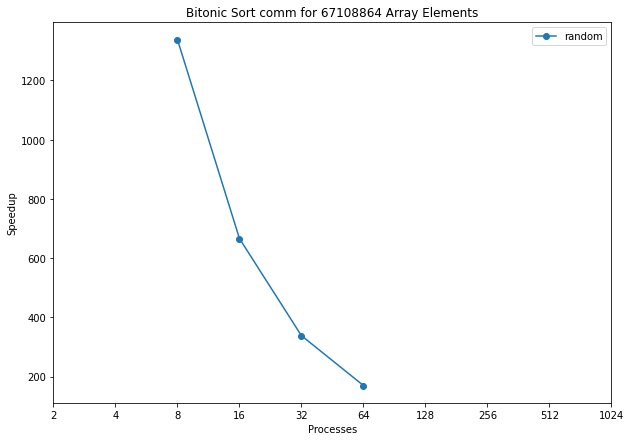 Bitonic Sort comm for 67108864 Array Elements
random
1200
1000
800
600
400
200
Speedup
2 4 8 16 32 64 128 256 512 1024
Processes